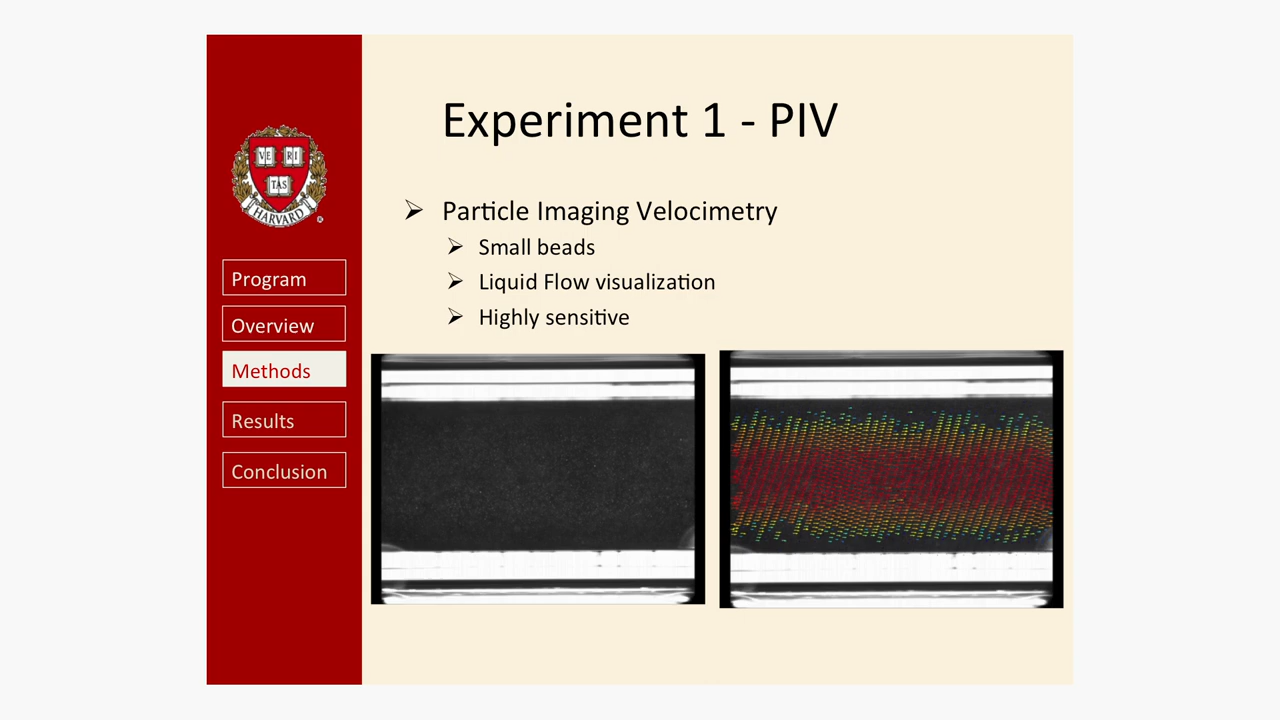 Experiment 1 - PIV
VE RI
TAS
HARVARD
Program
Overview
Methods
Results
Conclusion
➢ Particle Imaging Velocimetry
➢ Small beads
➢ Liquid Flow visualization
➢ Highly sensitive